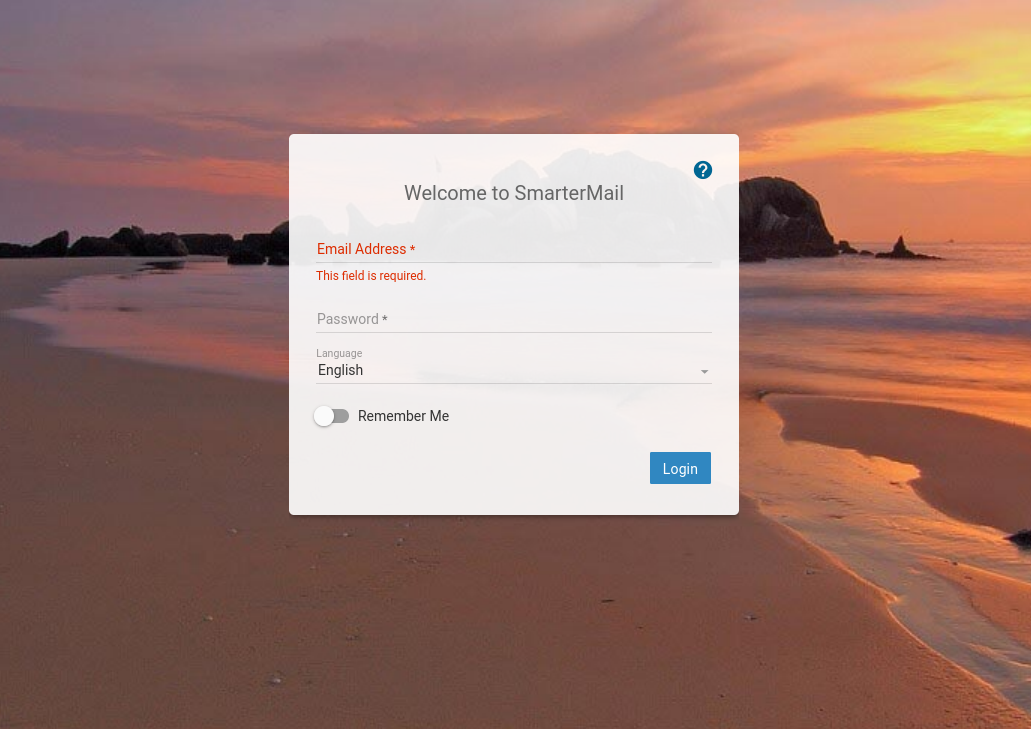 Welcome to SmarterMail
Email Address *
This field is required.
Password *
Language
English
Remember Me
Login